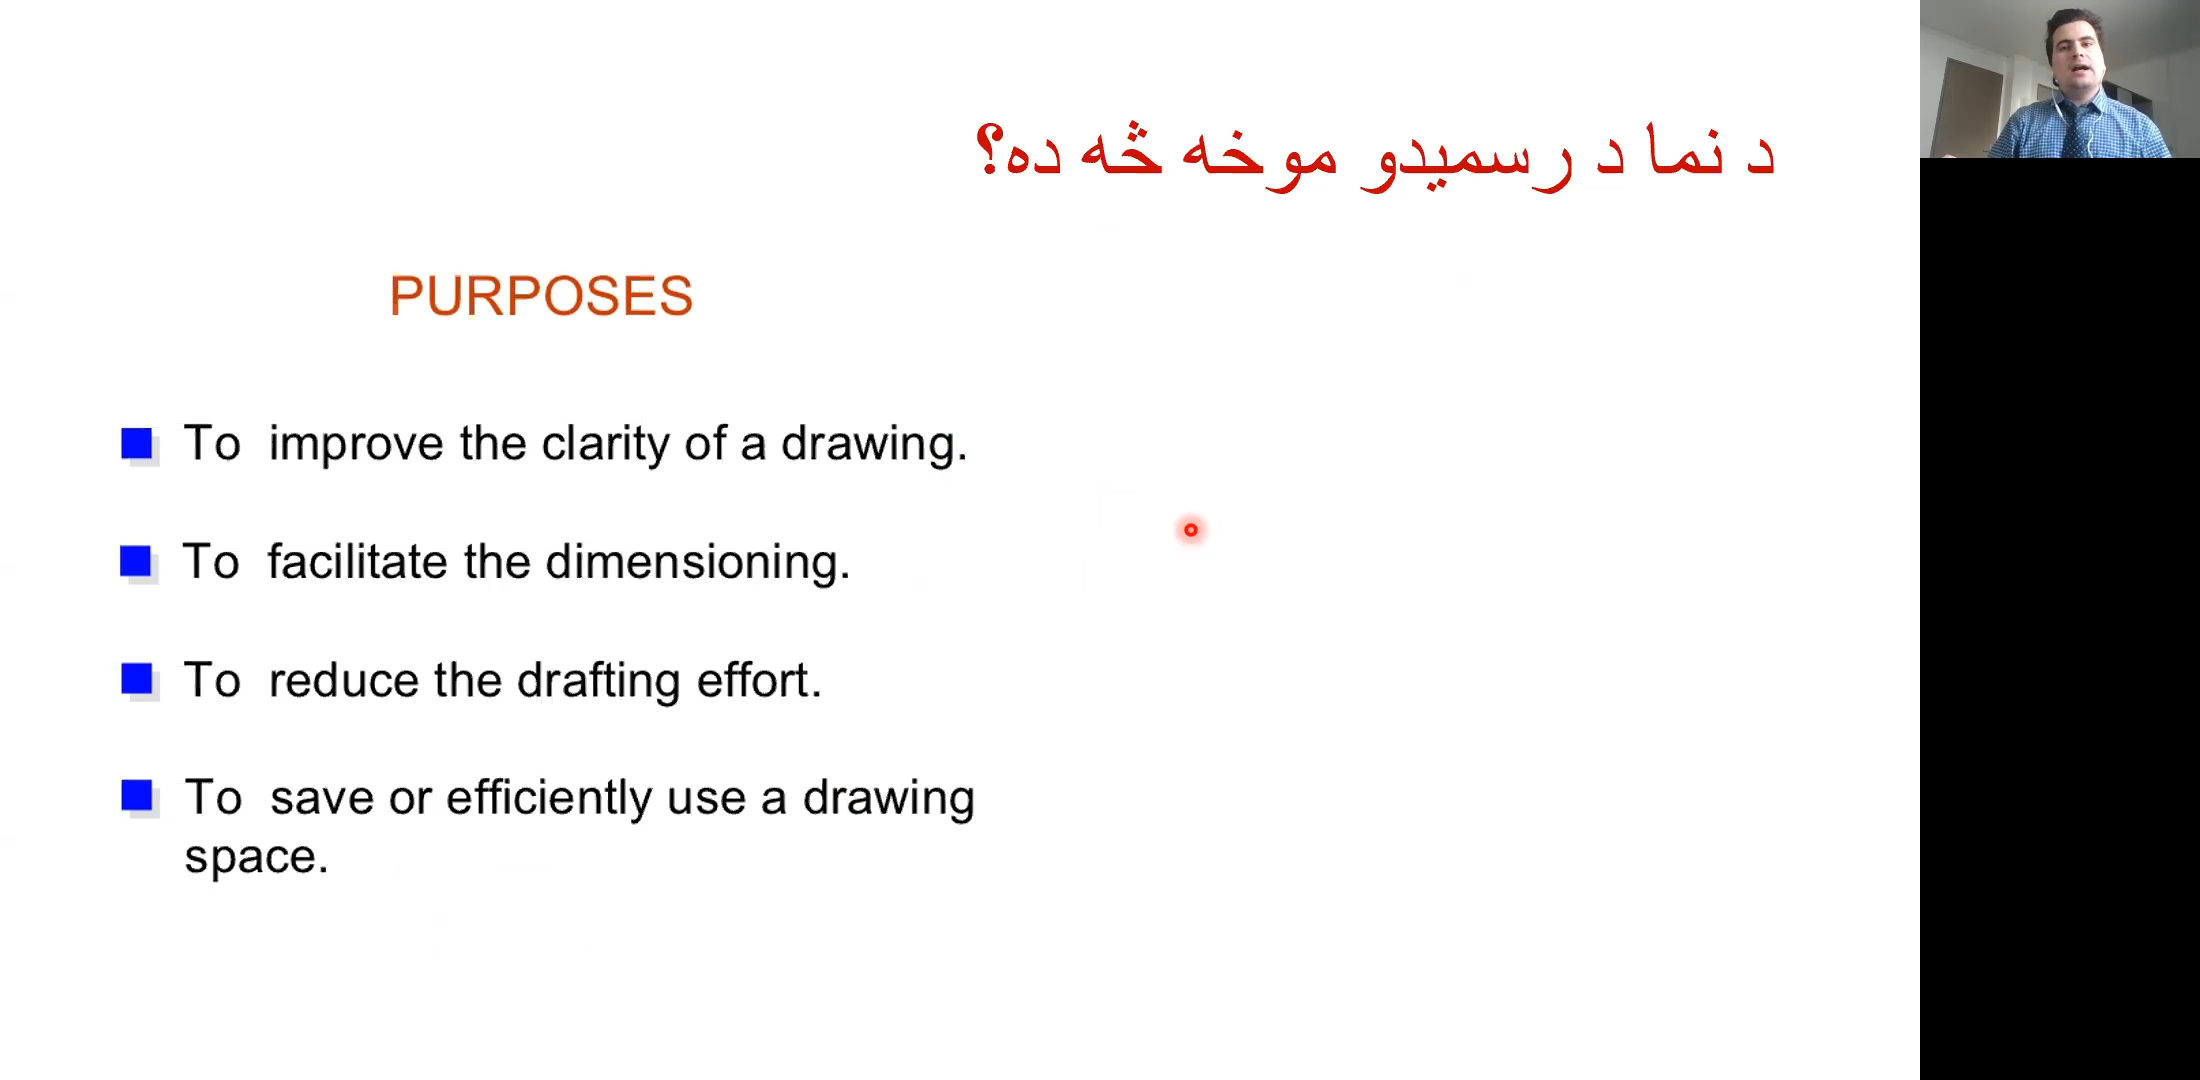 د نما د رسمیدو موخه څه ده؟
PURPOSES
To improve the clarity of a drawing.
To facilitate the dimensioning.
To reduce the drafting effort.
To save or efficiently use a drawing
space.